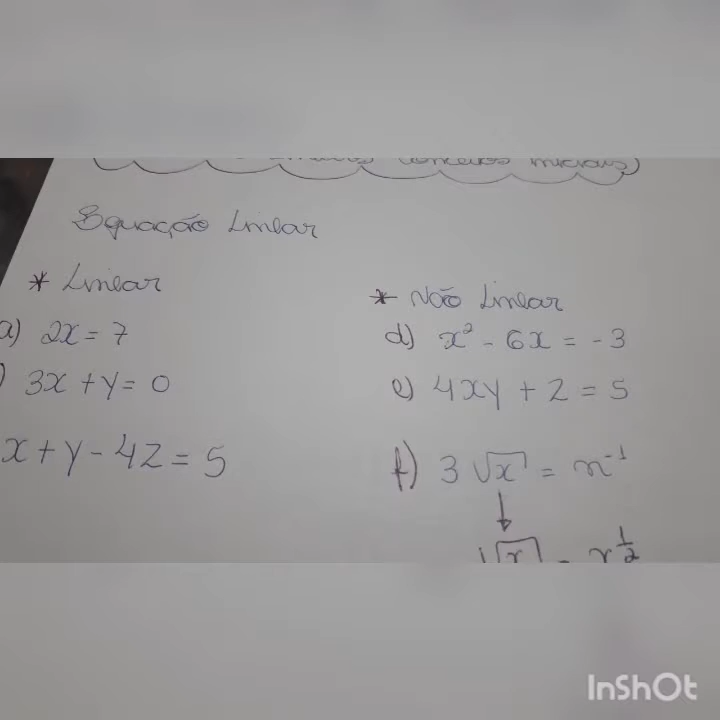 Equação Linear
* Linear
a) 2x = 7
) 3x + y = 0
x + y - 4z = 5
* Não Linear
d) x² - 6x = -3
e) 4xy + z = 5
f) 3 √x = x⁻¹
↓
√x = x^1/2
InShOt